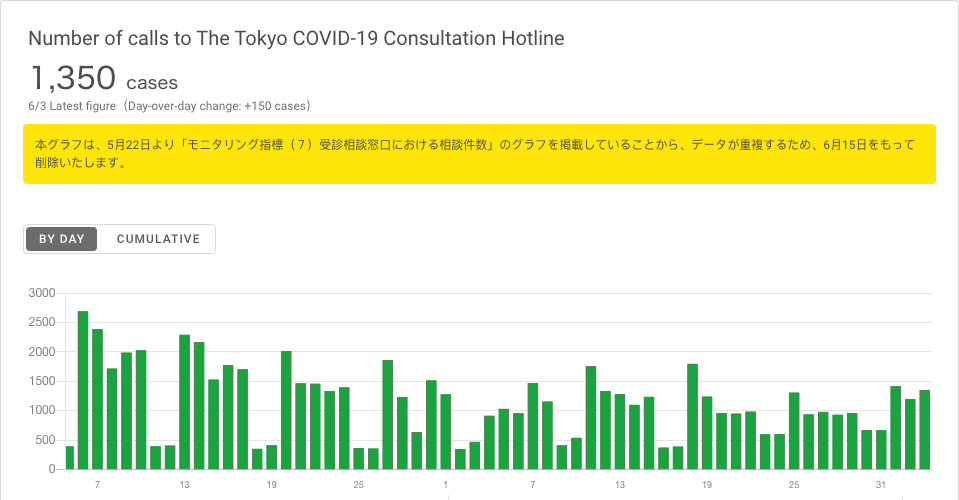 Number of calls to The Tokyo COVID-19 Consultation Hotline
1,350 cases
6/3 Latest figure（Day-over-day change: +150 cases）
本グラフは、5月22日より「モニタリング指標（７）受診相談窓口における相談件数」のグラフを掲載していることから、データが重複するため、6月15日をもって
削除いたします。
BY DAY CUMULATIVE
3000
2500
2000
1500
1000
500
0
7 13 19 25 1 7 13 19 25 31